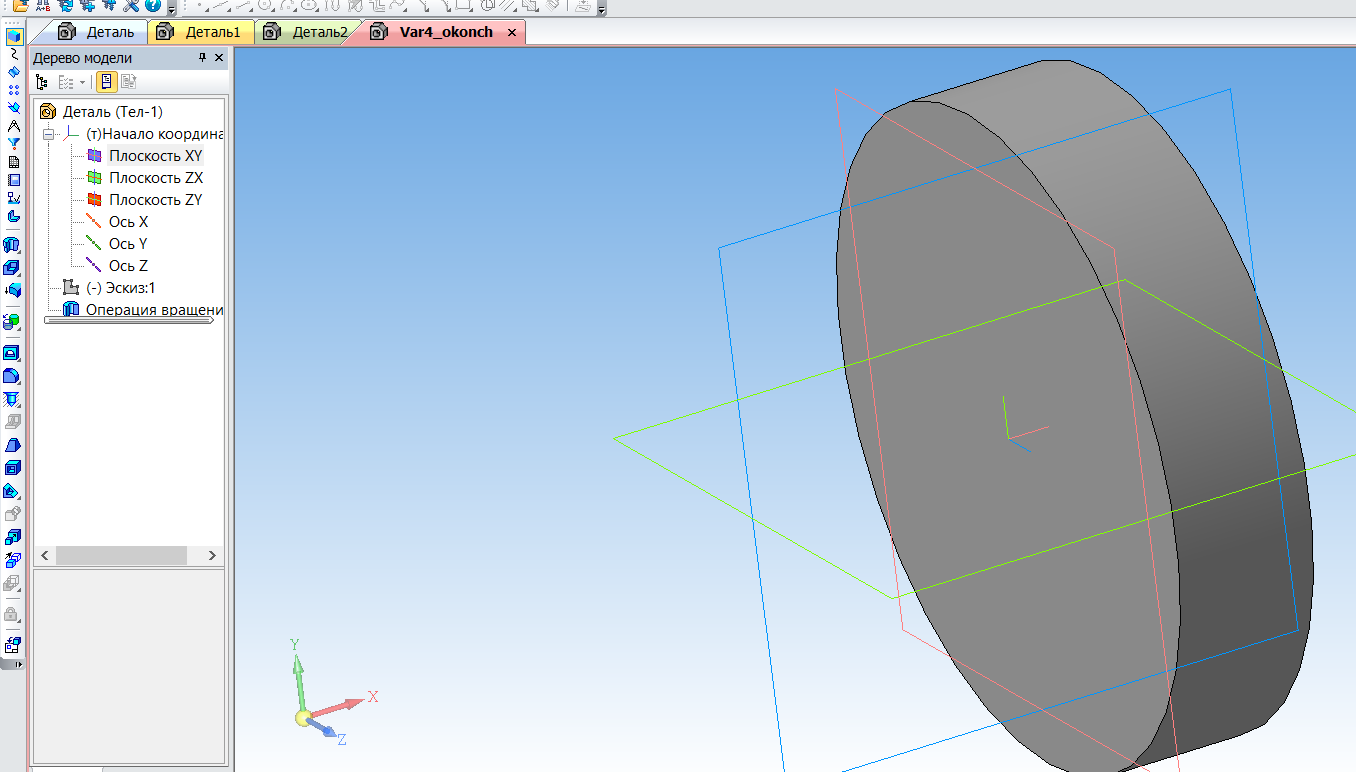 Деталь
Деталь1
Деталь2
Var4_okonch
Дерево модели
Деталь (Тел-1)
(т)Начало координа
Плоскость XY
Плоскость ZX
Плоскость ZY
Ось X
Ось Y
Ось Z
(-) Эскиз:1
Операция вращени
Y
X
Z